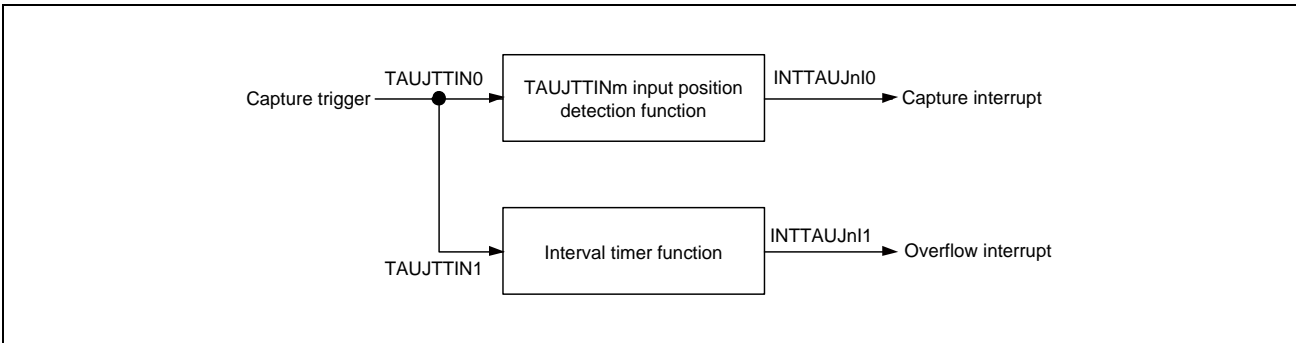 TAUJTTIN0
Capture trigger
TAUJTTINm input position
detection function
INTTAUJnI0
Capture interrupt
TAUJTTIN1
Interval timer function
INTTAUJnI1
Overflow interrupt